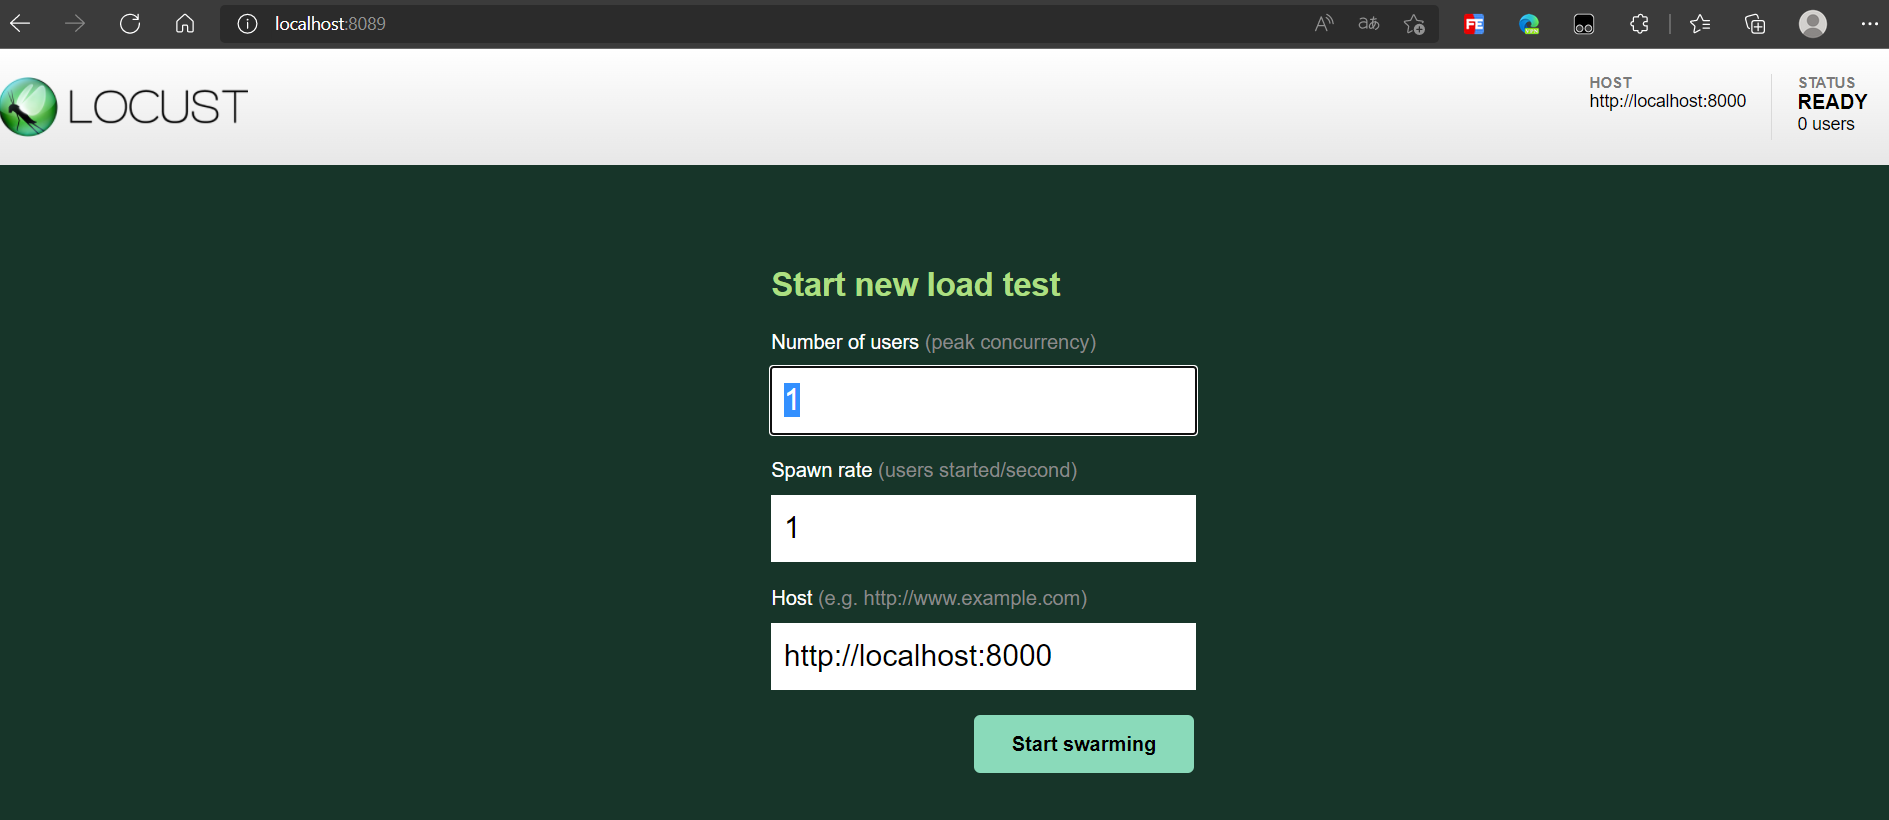 localhost:8089
LOCUST
HOST
http://localhost:8000
STATUS
READY
0 users
Start new load test
Number of users (peak concurrency)
1
Spawn rate (users started/second)
1
Host (e.g. http://www.example.com)
http://localhost:8000
Start swarming